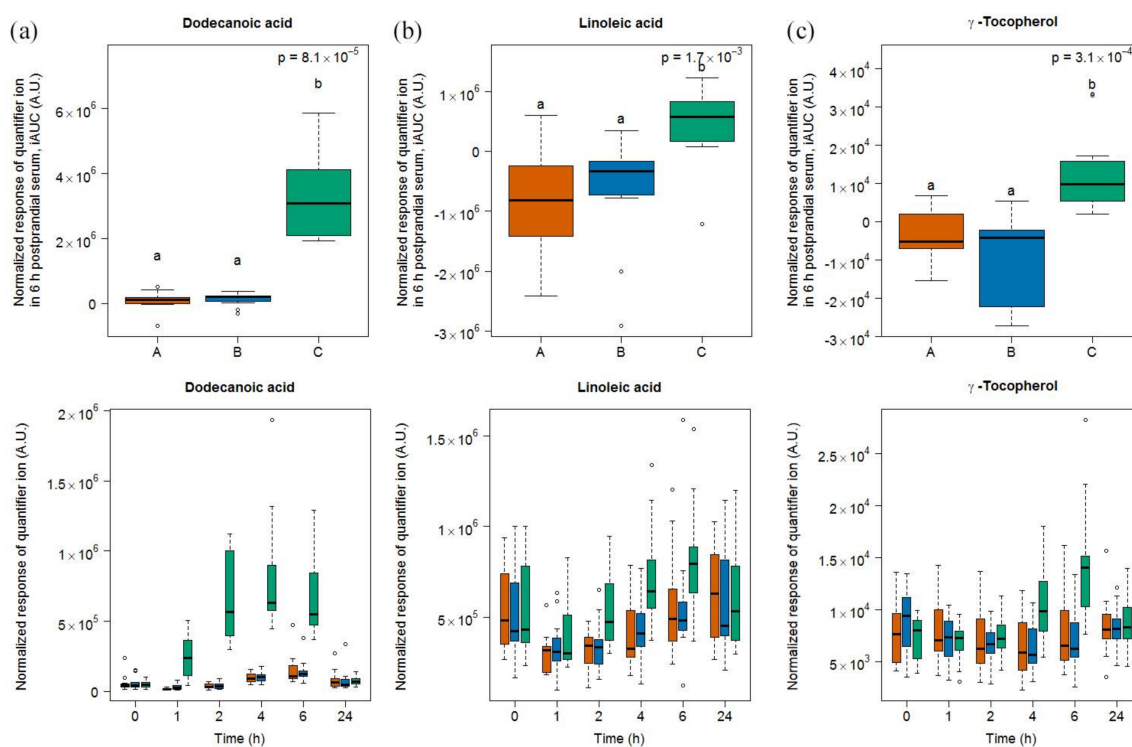 (a)
Dodecanoic acid
p = 8.1 × 10⁻⁵
Normalized response of quantifier ion
in 6 h postprandial serum, iAUC (A.U.)
6 × 10⁶
4 × 10⁶
2 × 10⁶
0
a
a
b
A B C
(b)
Linoleic acid
p = 1.7 × 10⁻³
Normalized response of quantifier ion
in 6 h postprandial serum, iAUC (A.U.)
1 × 10⁶
0
-1 × 10⁶
-2 × 10⁶
-3 × 10⁶
a
a
b
A B C
(c)
γ -Tocopherol
p = 3.1 × 10⁻⁴
Normalized response of quantifier ion
in 6 h postprandial serum, iAUC (A.U.)
4 × 10⁴
3 × 10⁴
2 × 10⁴
1 × 10⁴
0
-1 × 10⁴
-2 × 10⁴
-3 × 10⁴
a
a
b
A B C
Dodecanoic acid
Normalized response of quantifier ion (A.U.)
2 × 10⁶
1.5 × 10⁶
1 × 10⁶
5 × 10⁵
0
0 1 2 4 6 24
Time (h)
Linoleic acid
Normalized response of quantifier ion (A.U.)
1.5 × 10⁶
1 × 10⁶
5 × 10⁵
0 1 2 4 6 24
Time (h)
γ -Tocopherol
Normalized response of quantifier ion (A.U.)
2.5 × 10⁴
2 × 10⁴
1.5 × 10⁴
1 × 10⁴
5 × 10³
0 1 2 4 6 24
Time (h)